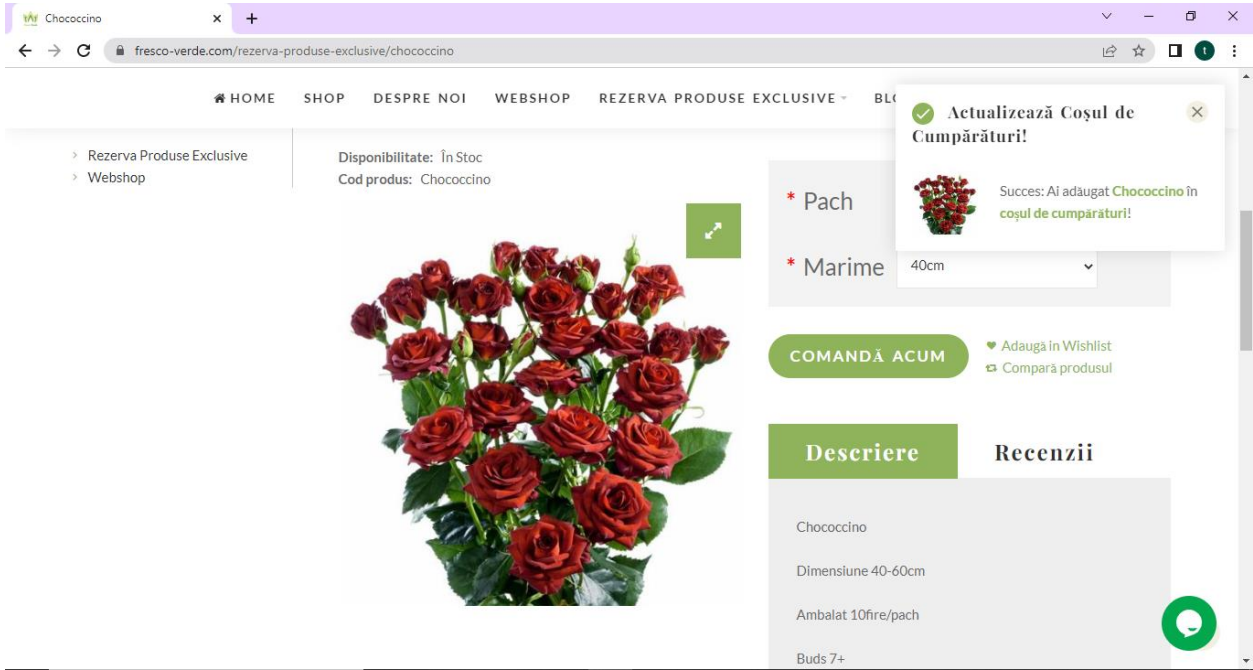 Chococcino
fresco-verde.com/rezerva-produse-exclusive/chococcino
t
HOME SHOP DESPRE NOI WEBSHOP REZERVA PRODUSE EXCLUSIVE
Actualizează Coșul de
Cumpărături!
Succes: Ai adăugat Chococcino în
coșul de cumpărături!
Rezerva Produse Exclusive
Webshop
Disponibilitate: În Stoc
Cod produs: Chococcino
* Pach
* Marime 40cm
COMANDĂ ACUM
Adaugă in Wishlist
Compară produsul
Descriere Recenzii
Chococcino
Dimensiune 40-60cm
Ambalat 10fire/pach
Buds 7+